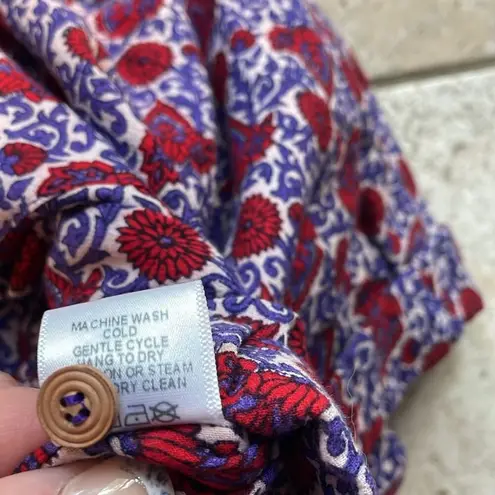 MACHINE WASH
COLD
GENTLE CYCLE
HANG TO DRY
ON OR STEAM
DRY CLEAN